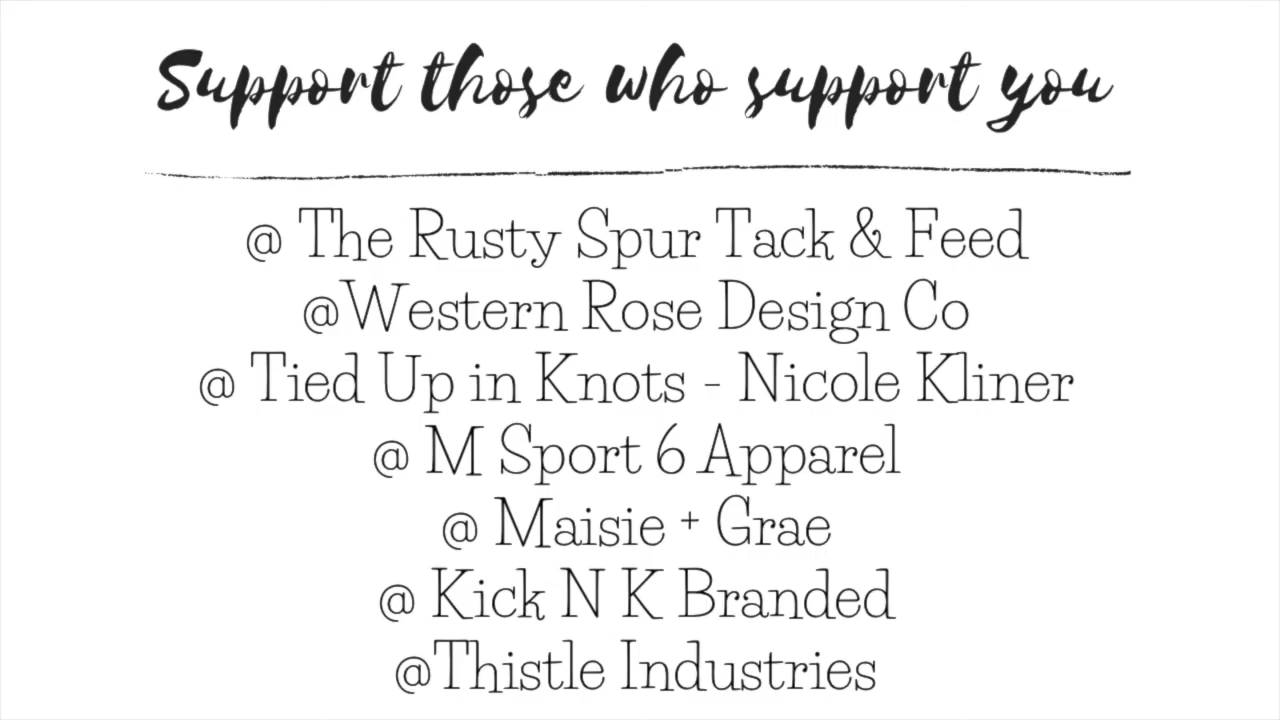 Support those who support you
@ The Rusty Spur Tack & Feed
@Western Rose Design Co
@ Tied Up in Knots - Nicole Kliner
@ M Sport 6 Apparel
@ Maisie + Grae
@ Kick N K Branded
@Thistle Industries